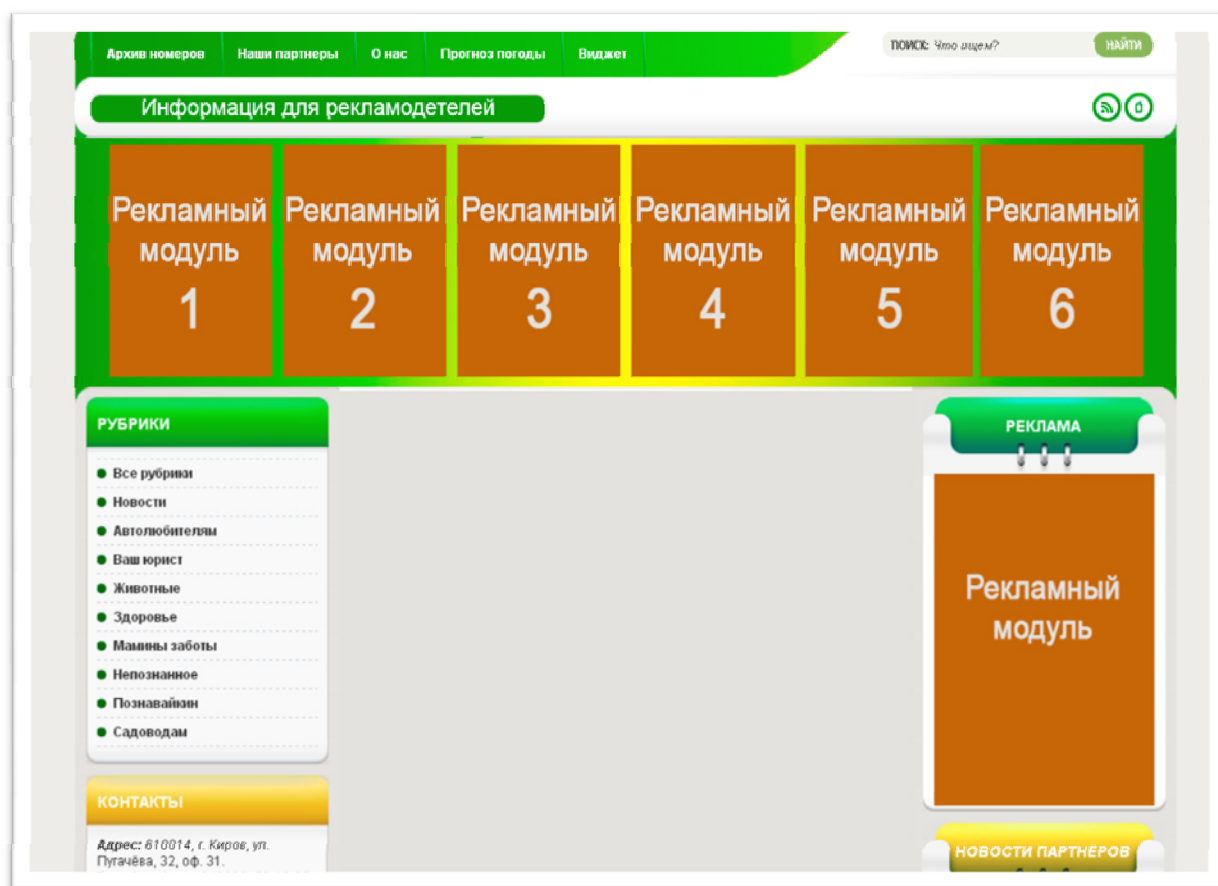 Архив номеров Наши партнеры О нас Прогноз погоды Виджет
ПОИСК: Что ищем? НАЙТИ
Информация для рекламодетелей
Рекламный модуль 1
Рекламный модуль 2
Рекламный модуль 3
Рекламный модуль 4
Рекламный модуль 5
Рекламный модуль 6
РУБРИКИ
Все рубрики
Новости
Автолюбителям
Ваш юрист
Животные
Здоровье
Мамины заботы
Непознанное
Познавайкин
Садоводам
КОНТАКТЫ
Адрес: 610014, г. Киров, ул.
Пугачёва, 32, оф. 31.
РЕКЛАМА
Рекламный
модуль
НОВОСТИ ПАРТНЁРОВ